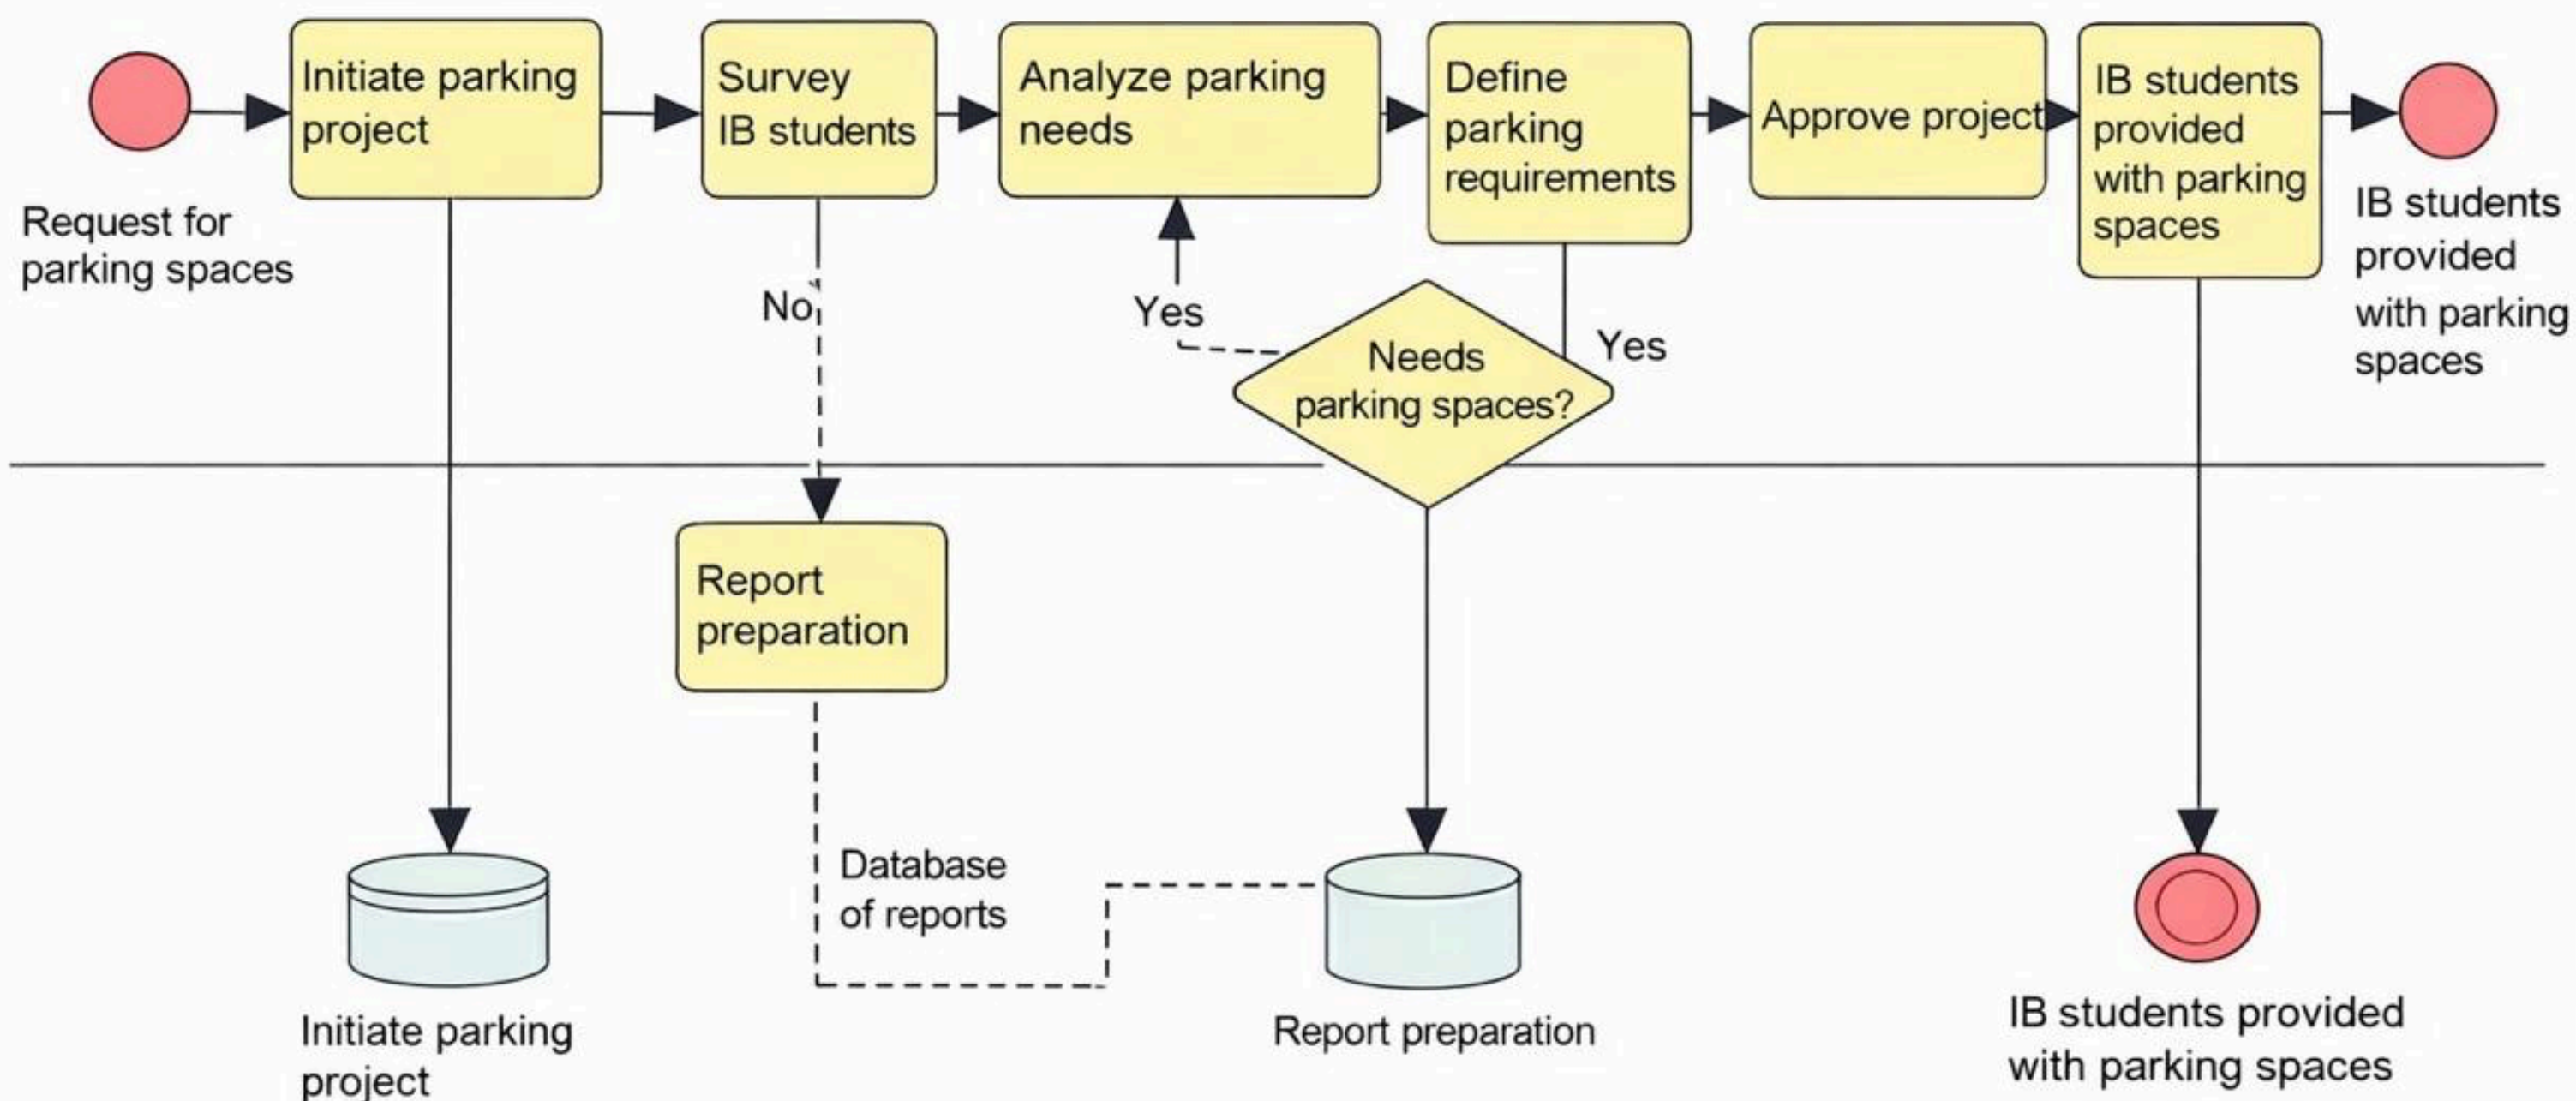 Initiate parking
project
Survey
IB students
Analyze parking
needs
Define
parking
requirements
Approve project
IB students
provided
with parking
spaces
Request for
parking spaces
IB students
provided
with parking
spaces
No
Yes
Needs
parking spaces?
Yes
Report
preparation
Database
of reports
Initiate parking
project
Report preparation
IB students provided
with parking spaces